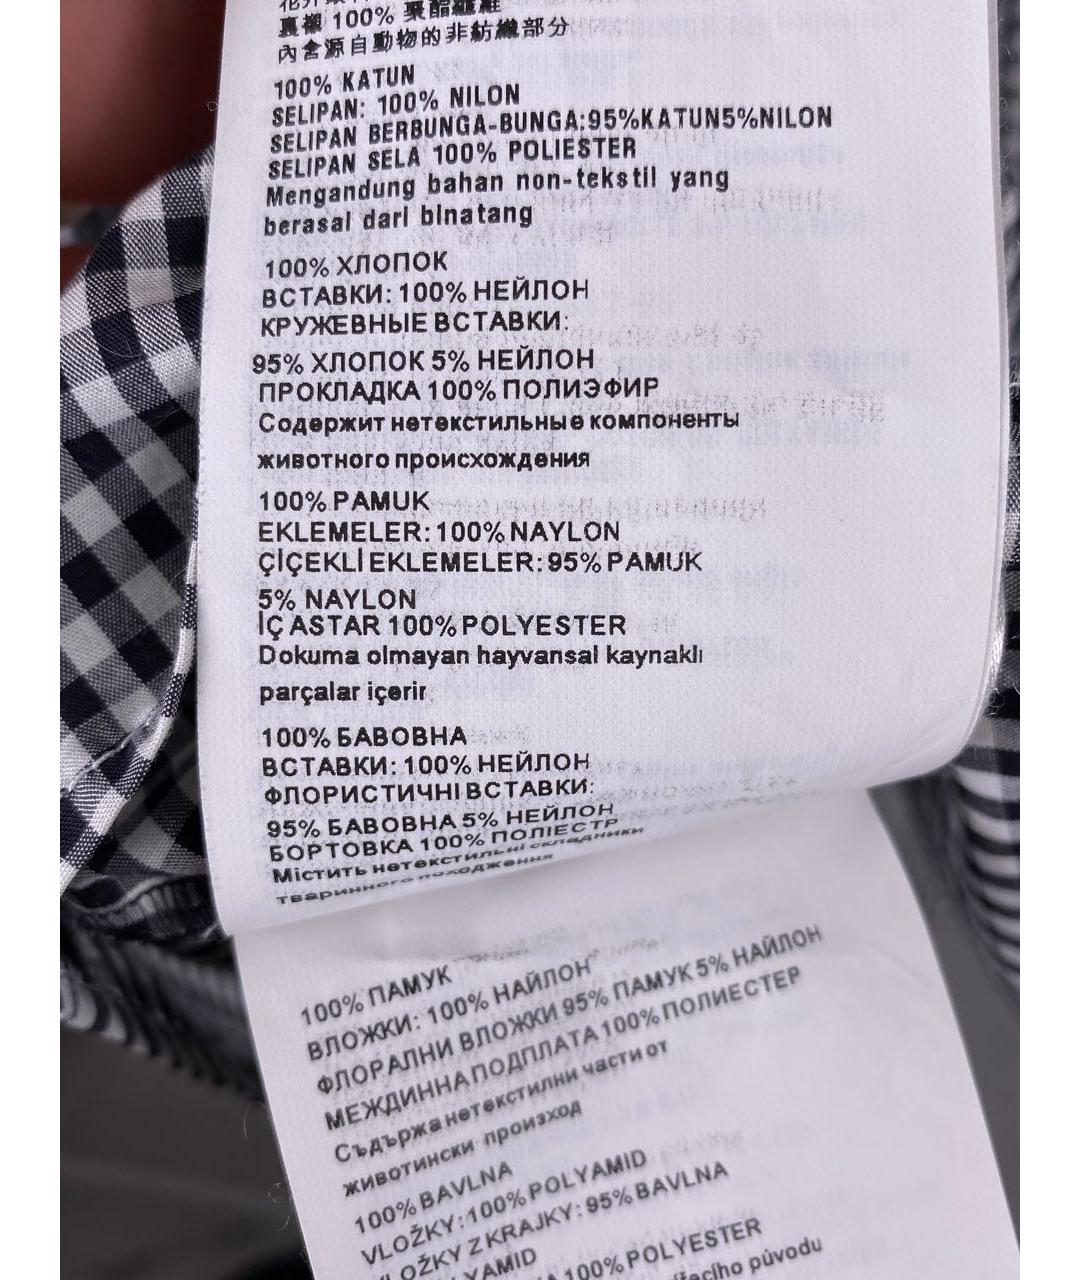 裏襯 100% 聚酯纖維
內含源自動物的非紡織部分
100% KATUN
SELIPAN: 100% NILON
SELIPAN BERBUNGA-BUNGA:95%KATUN5%NILON
SELIPAN SELA 100% POLIESTER
Mengandung bahan non-tekstil yang
berasal dari binatang
100% ХЛОПОК
ВСТАВКИ: 100% НЕЙЛОН
КРУЖЕВНЫЕ ВСТАВКИ:
95% ХЛОПОК 5% НЕЙЛОН
ПРОКЛАДКА 100% ПОЛИЭФИР
Содержит нетекстильные компоненты
животного происхождения
100% PAMUK
EKLEMELER: 100% NAYLON
ÇİÇEKLİ EKLEMELER: 95% PAMUK
5% NAYLON
İÇ ASTAR 100% POLYESTER
Dokuma olmayan hayvansal kaynaklı
parçalar içerir
100% БАВОВНА
ВСТАВКИ: 100% НЕЙЛОН
ФЛОРИСТИЧНІ ВСТАВКИ:
95% БАВОВНА 5% НЕЙЛОН
БОРТОВКА 100% ПОЛІЕСТР
Містить нетекстильні складники
тваринного походження
100% ПАМУК
ВЛОЖКИ: 100% НАЙЛОН
ФЛОРАЛНИ ВЛОЖКИ 95% ПАМУК 5% НАЙЛОН
МЕЖДИННА ПОДПЛАТА 100% ПОЛИЕСТЕР
Съдържа нетекстилни части от
животински произход
100% BAVLNA
VLOŽKY: 100% POLYAMID
VLOŽKY Z KRAJKY: 95% BAVLNA
100% POLYESTER
původu